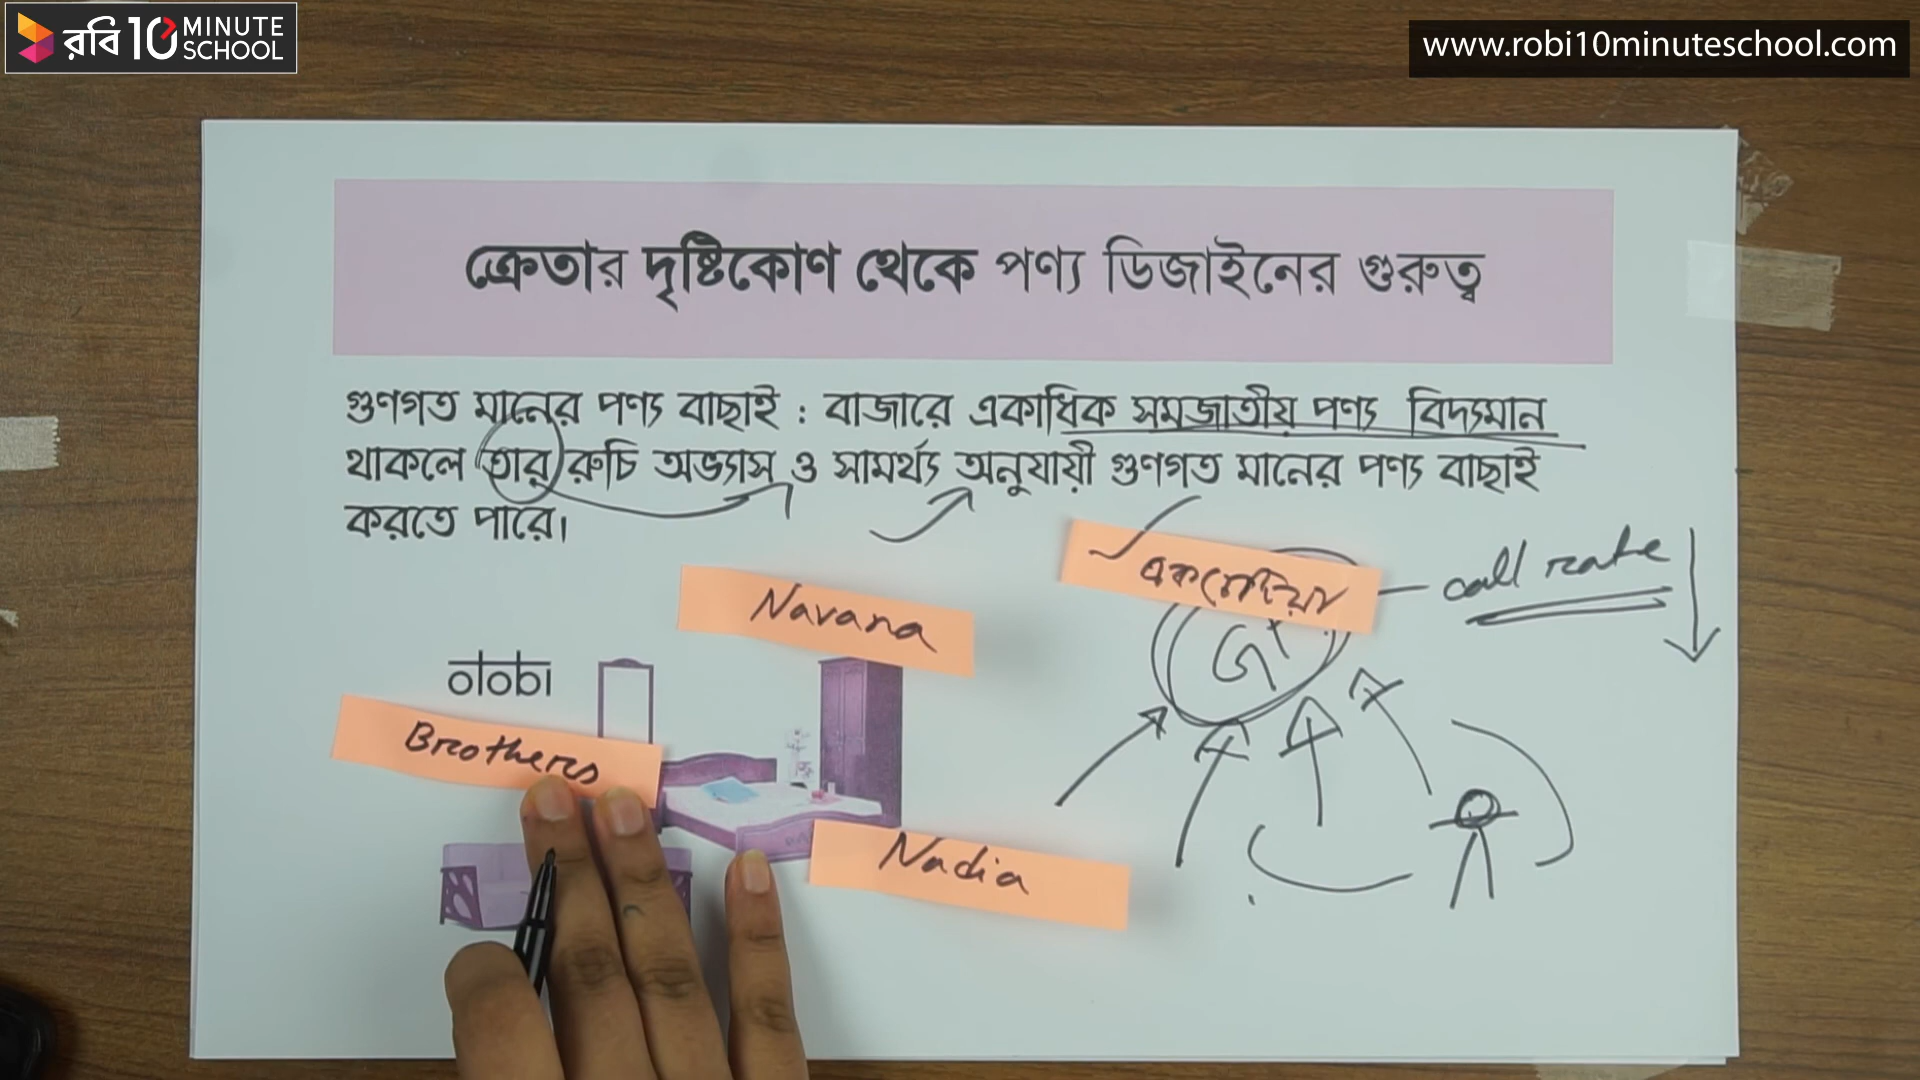 রবি 10 MINUTE SCHOOL
www.robi10minuteschool.com
ক্রেতার দৃষ্টিকোণ থেকে পণ্য ডিজাইনের গুরুত্ব
গুণগত মানের পণ্য বাছাই : বাজারে একাধিক সমজাতীয় পণ্য বিদ্যমান
থাকলে তার রুচি অভ্যাস ও সামর্থ্য অনুযায়ী গুণগত মানের পণ্য বাছাই
করতে পারে।
call rate
Navana
otobi
Brothers
Nadia